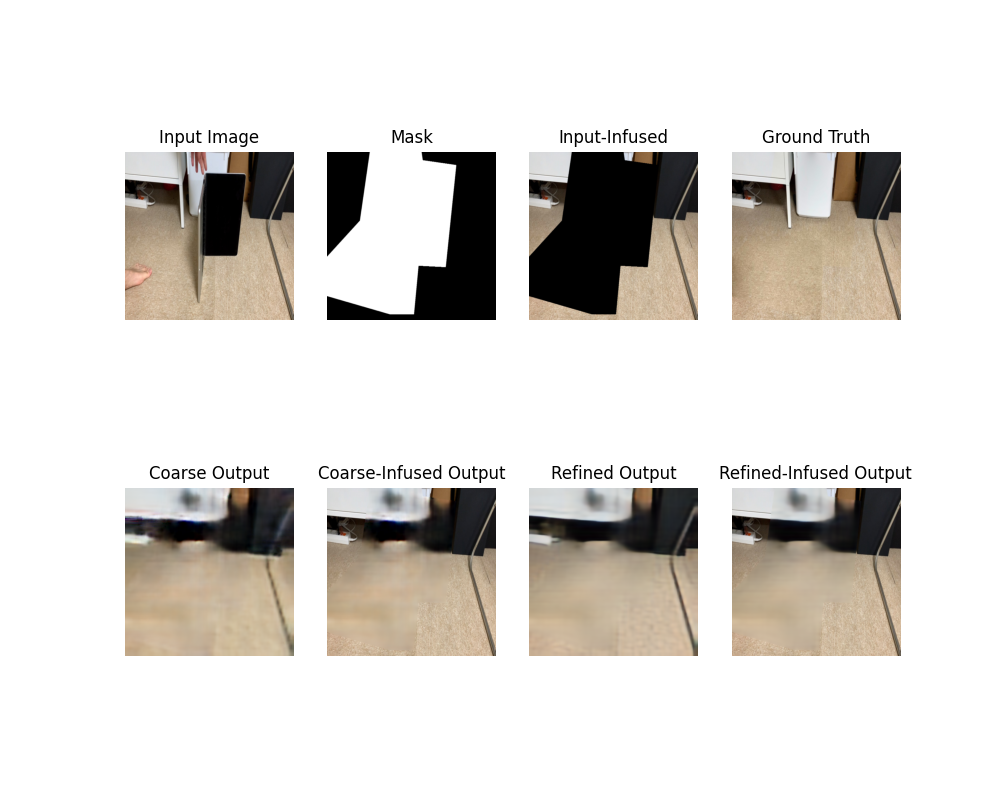 Input Image
Mask
Input-Infused
Ground Truth
Coarse Output
Coarse-Infused Output
Refined Output
Refined-Infused Output